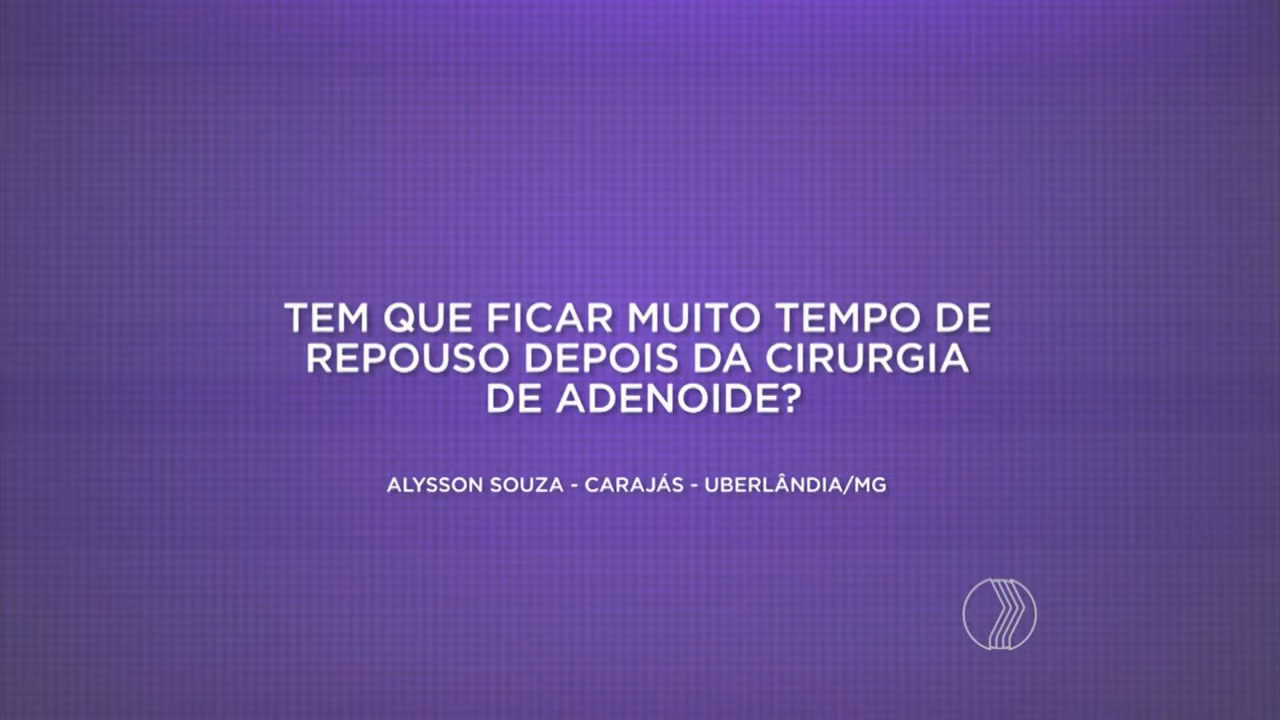 TEM QUE FICAR MUITO TEMPO DE
REPOUSO DEPOIS DA CIRURGIA
DE ADENOIDE?
ALYSSON SOUZA - CARAJÁS - UBERLÂNDIA/MG